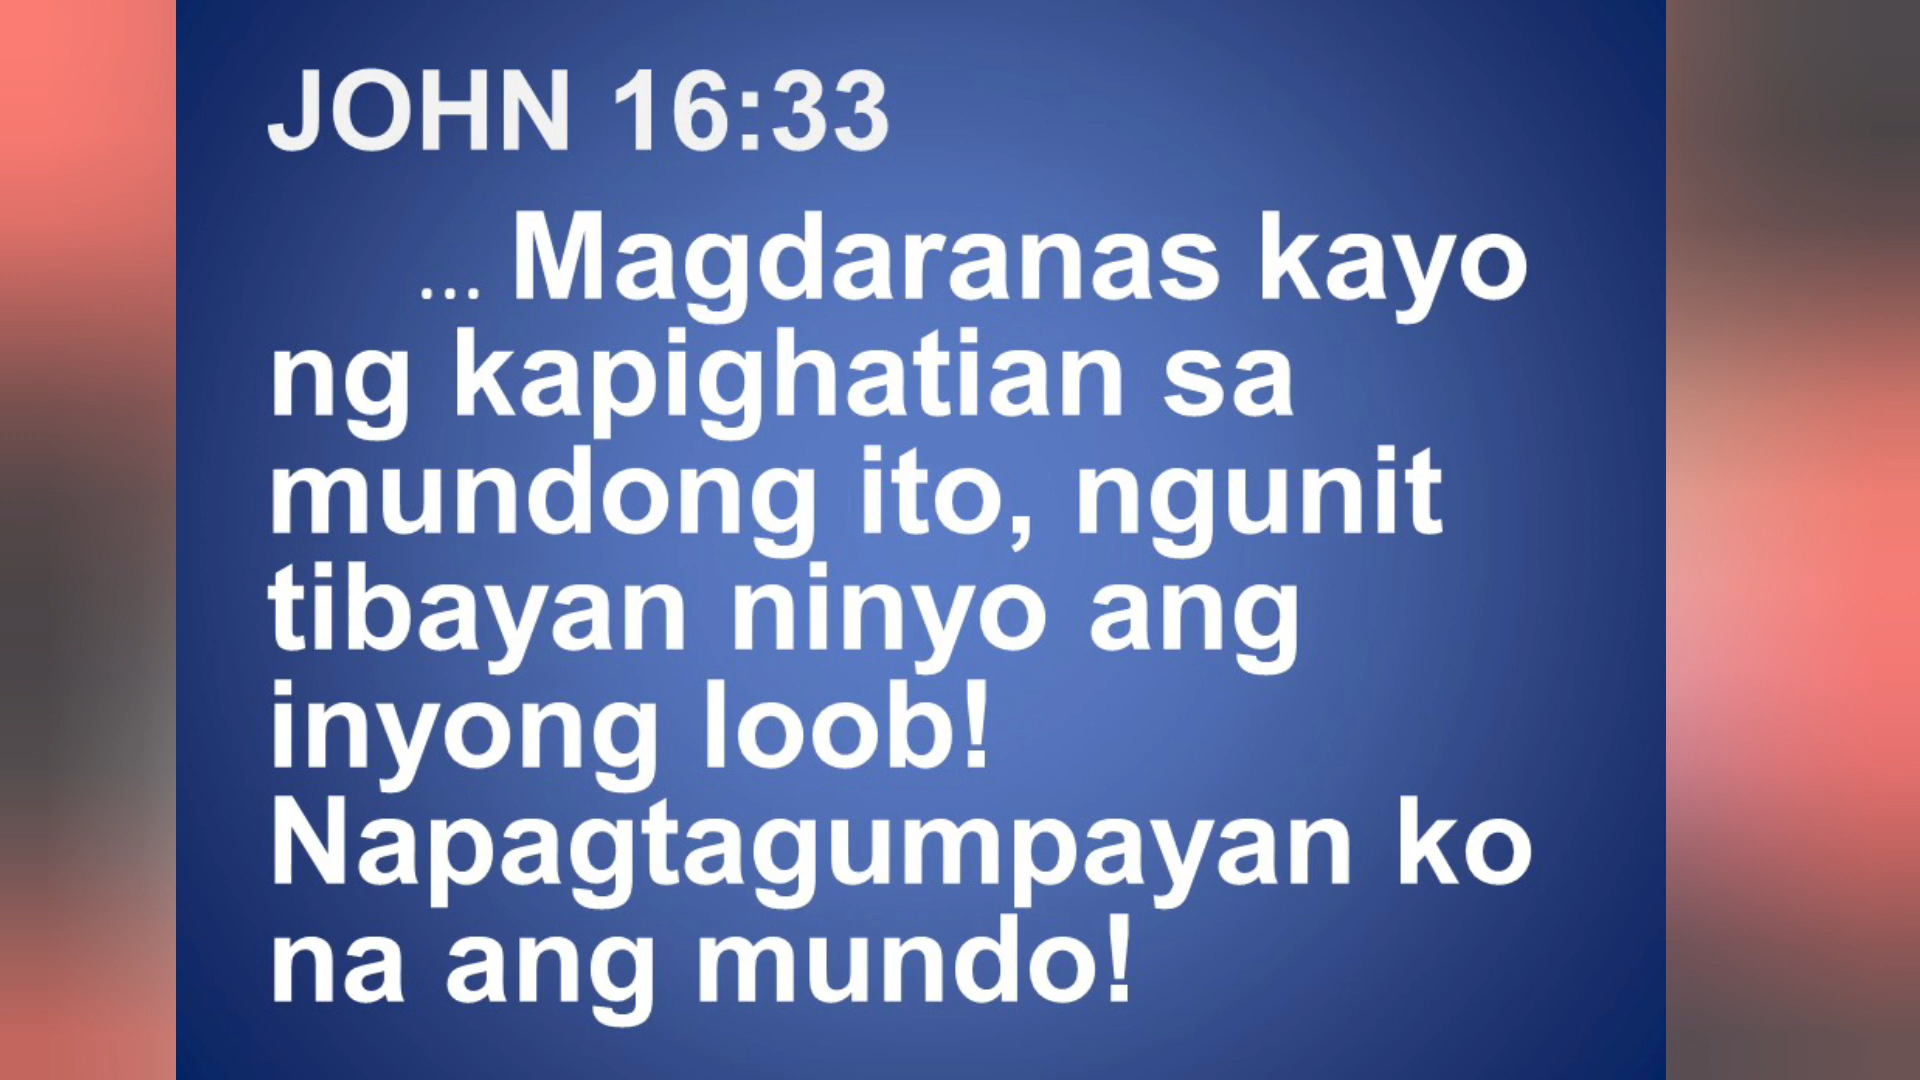 JOHN 16:33
... Magdaranas kayo
ng kapighatian sa
mundong ito, ngunit
tibayan ninyo ang
inyong loob!
Napagtagumpayan ko
na ang mundo!